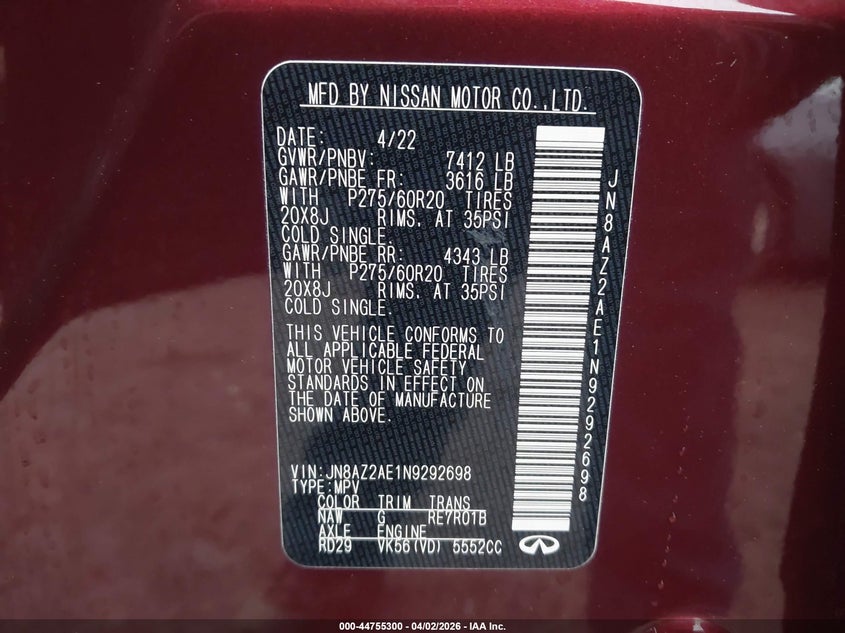 MFD BY NISSAN MOTOR CO.,LTD.
DATE: 4/22
GVWR/PNBV: 7412 LB
GAWR/PNBE FR: 3616 LB
WITH P275/60R20 TIRES
20X8J RIMS. AT 35PSI
COLD SINGLE.
GAWR/PNBE RR: 4343 LB
WITH P275/60R20 TIRES
20X8J RIMS. AT 35PSI
COLD SINGLE.
THIS VEHICLE CONFORMS TO
ALL APPLICABLE FEDERAL
MOTOR VEHICLE SAFETY
STANDARDS IN EFFECT ON
THE DATE OF MANUFACTURE
SHOWN ABOVE.
VIN:JN8AZ2AE1N9292698
TYPE:MPV
COLOR TRIM TRANS
NAW G RE7R01B
AXLE ENGINE
RD29 VK56(VD) 5552CC
JN8AZ2AE1N9292698
000-44755300 - 04/02/2026 - IAA Inc.